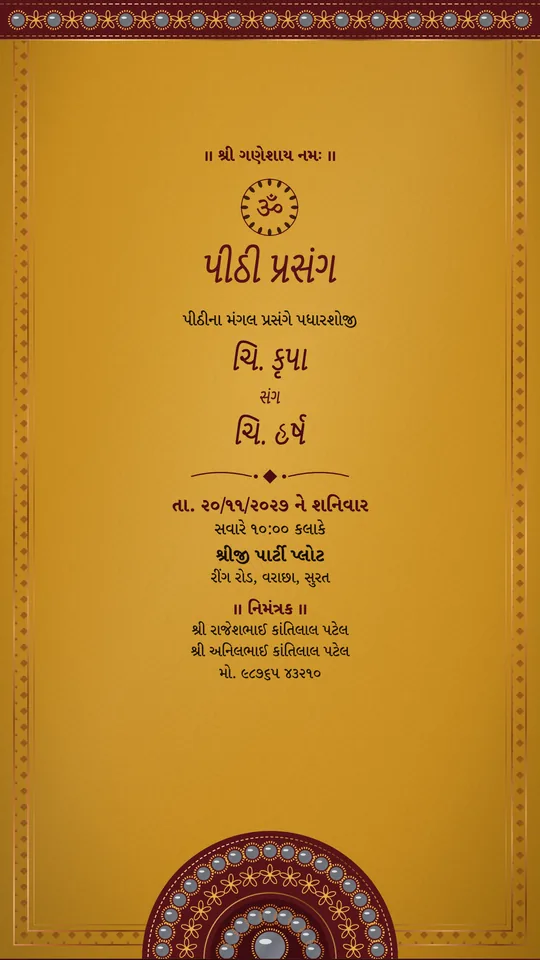 ॥ શ્રી ગણેશાય નમઃ ॥
ૐ
પીઠી પ્રસંગ
પીઠીના મંગલ પ્રસંગે પધારશોજી
ચિ. કૃપા
સંગ
ચિ. હર્ષ
તા. ૨૦/૧૧/૨૦૨૭ ને શનિવાર
સવારે ૧૦:૦૦ કલાકે
શ્રીજી પાર્ટી પ્લોટ
રીંગ રોડ, વરાછા, સુરત
॥ નિમંત્રક ॥
શ્રી રાજેશભાઈ કાંતિલાલ પટેલ
શ્રી અનિલભાઈ કાંતિલાલ પટેલ
મો. ૯૮૭૬૫ ૪૩૨૧૦